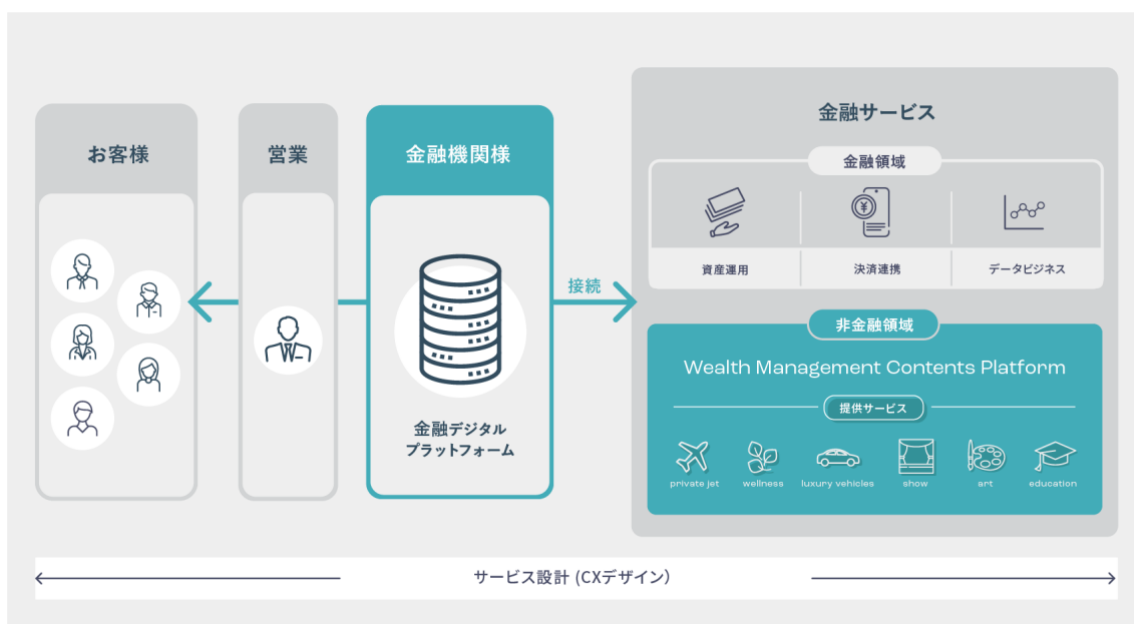 お客様
営業
金融機関様
金融デジタル
プラットフォーム
接続
金融サービス
金融領域
¥
資産運用
決済連携
データビジネス
非金融領域
Wealth Management Contents Platform
提供サービス
private jet
wellness
luxury vehicles
show
art
education
サービス設計 (CXデザイン)